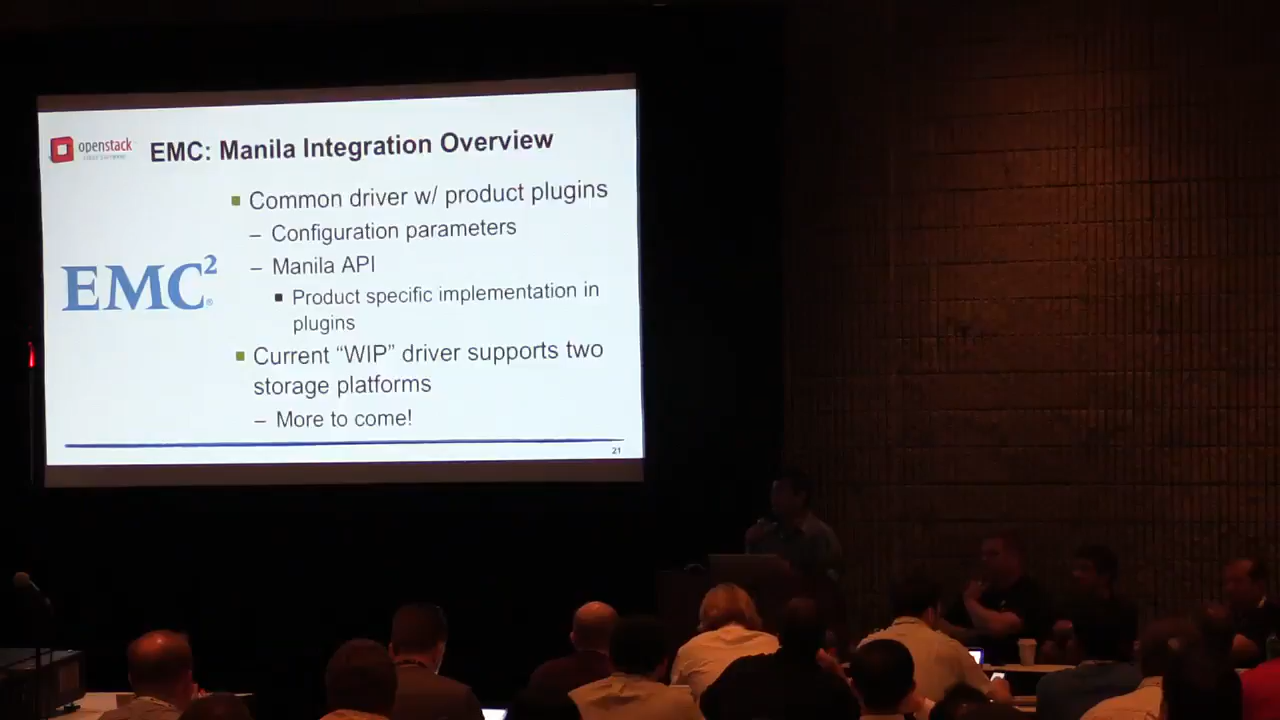 openstack
EMC: Manila Integration Overview
▪ Common driver w/ product plugins
– Configuration parameters
– Manila API
▪ Product specific implementation in
plugins
EMC²®
▪ Current “WIP” driver supports two
storage platforms
– More to come!
21